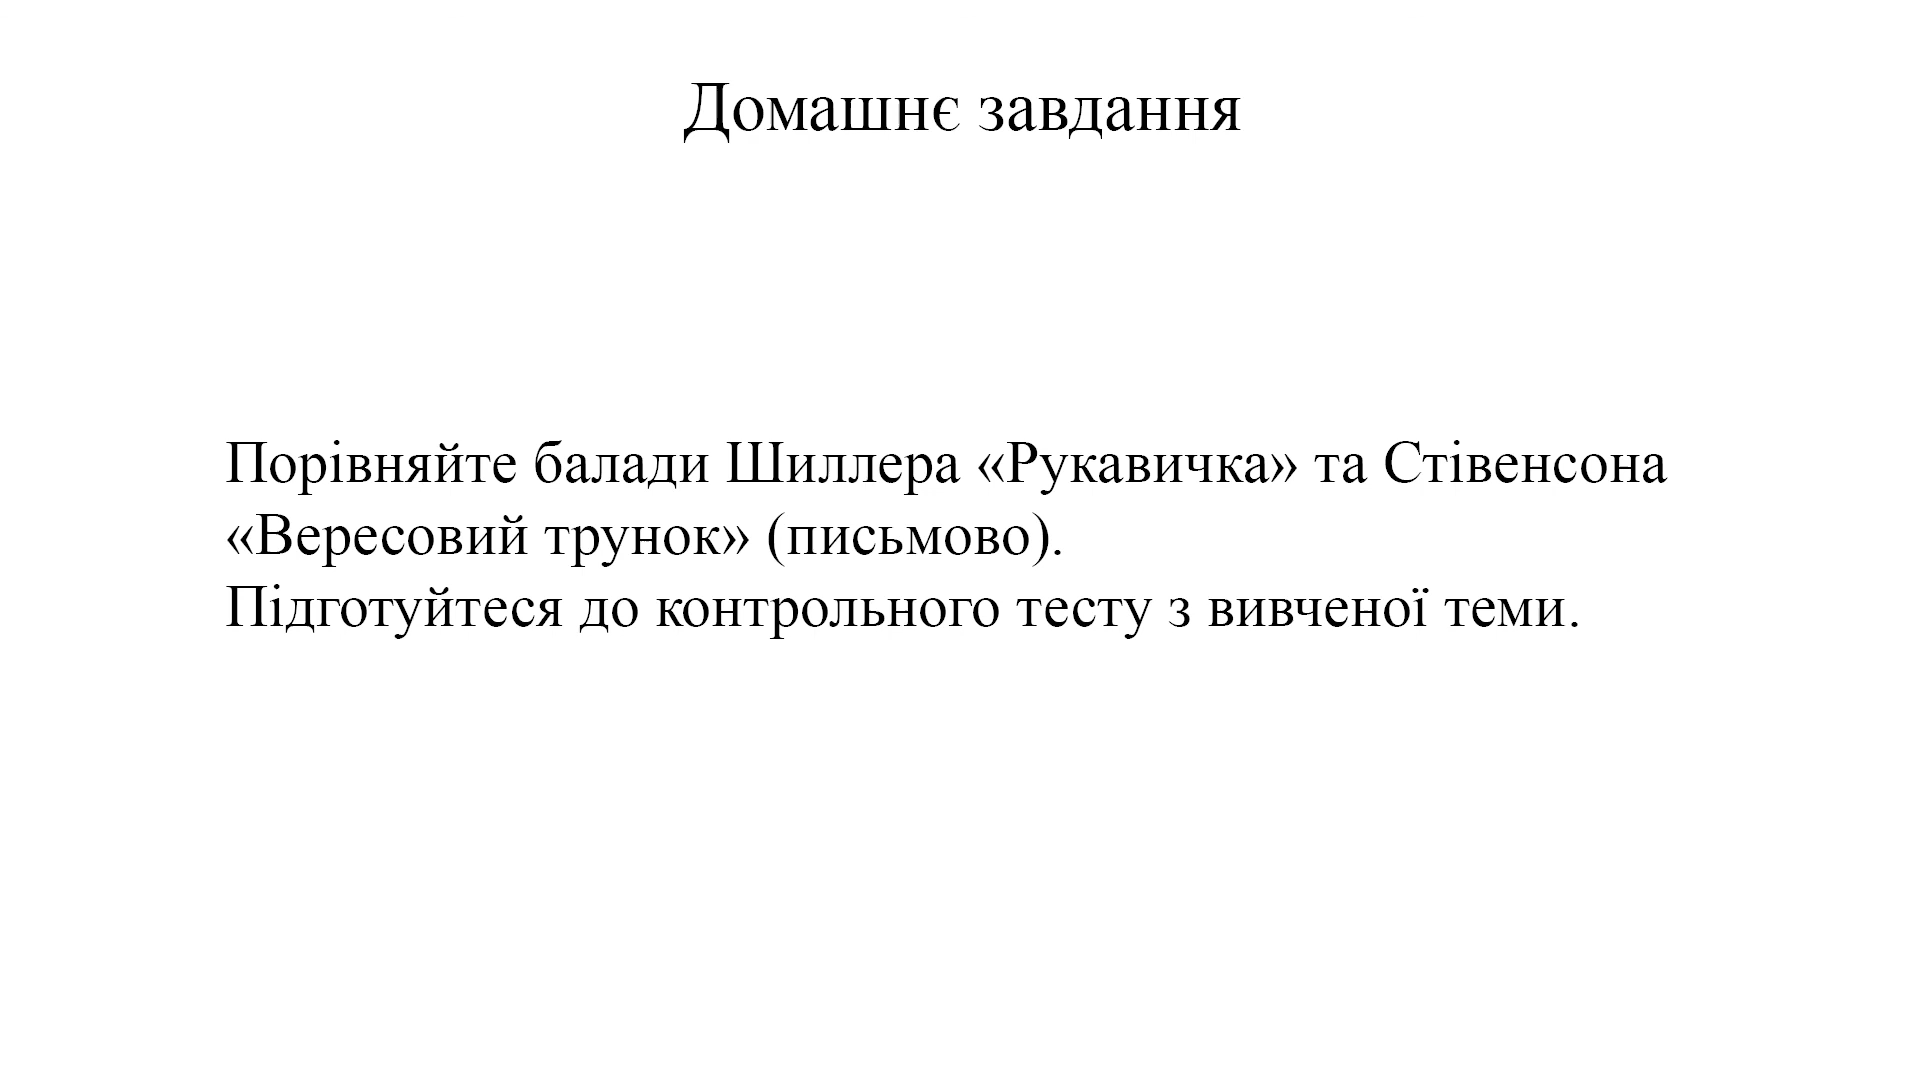 Домашнє завдання
Порівняйте балади Шиллера «Рукавичка» та Стівенсона
«Вересовий трунок» (письмово).
Підготуйтеся до контрольного тесту з вивченої теми.